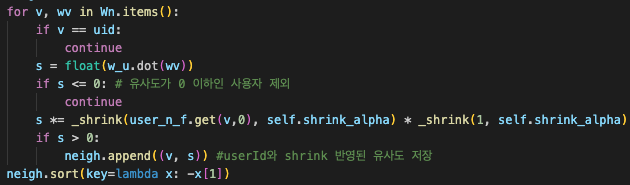 for v, wv in Wn.items():
    if v == uid:
        continue
    s = float(w_u.dot(wv))
    if s <= 0: # 유사도가 0 이하인 사용자 제외
        continue
    s *= _shrink(user_n_f.get(v,0), self.shrink_alpha) * _shrink(1, self.shrink_alpha)
    if s > 0:
        neigh.append((v, s)) #userId와 shrink 반영된 유사도 저장
neigh.sort(key=lambda x: -x[1])